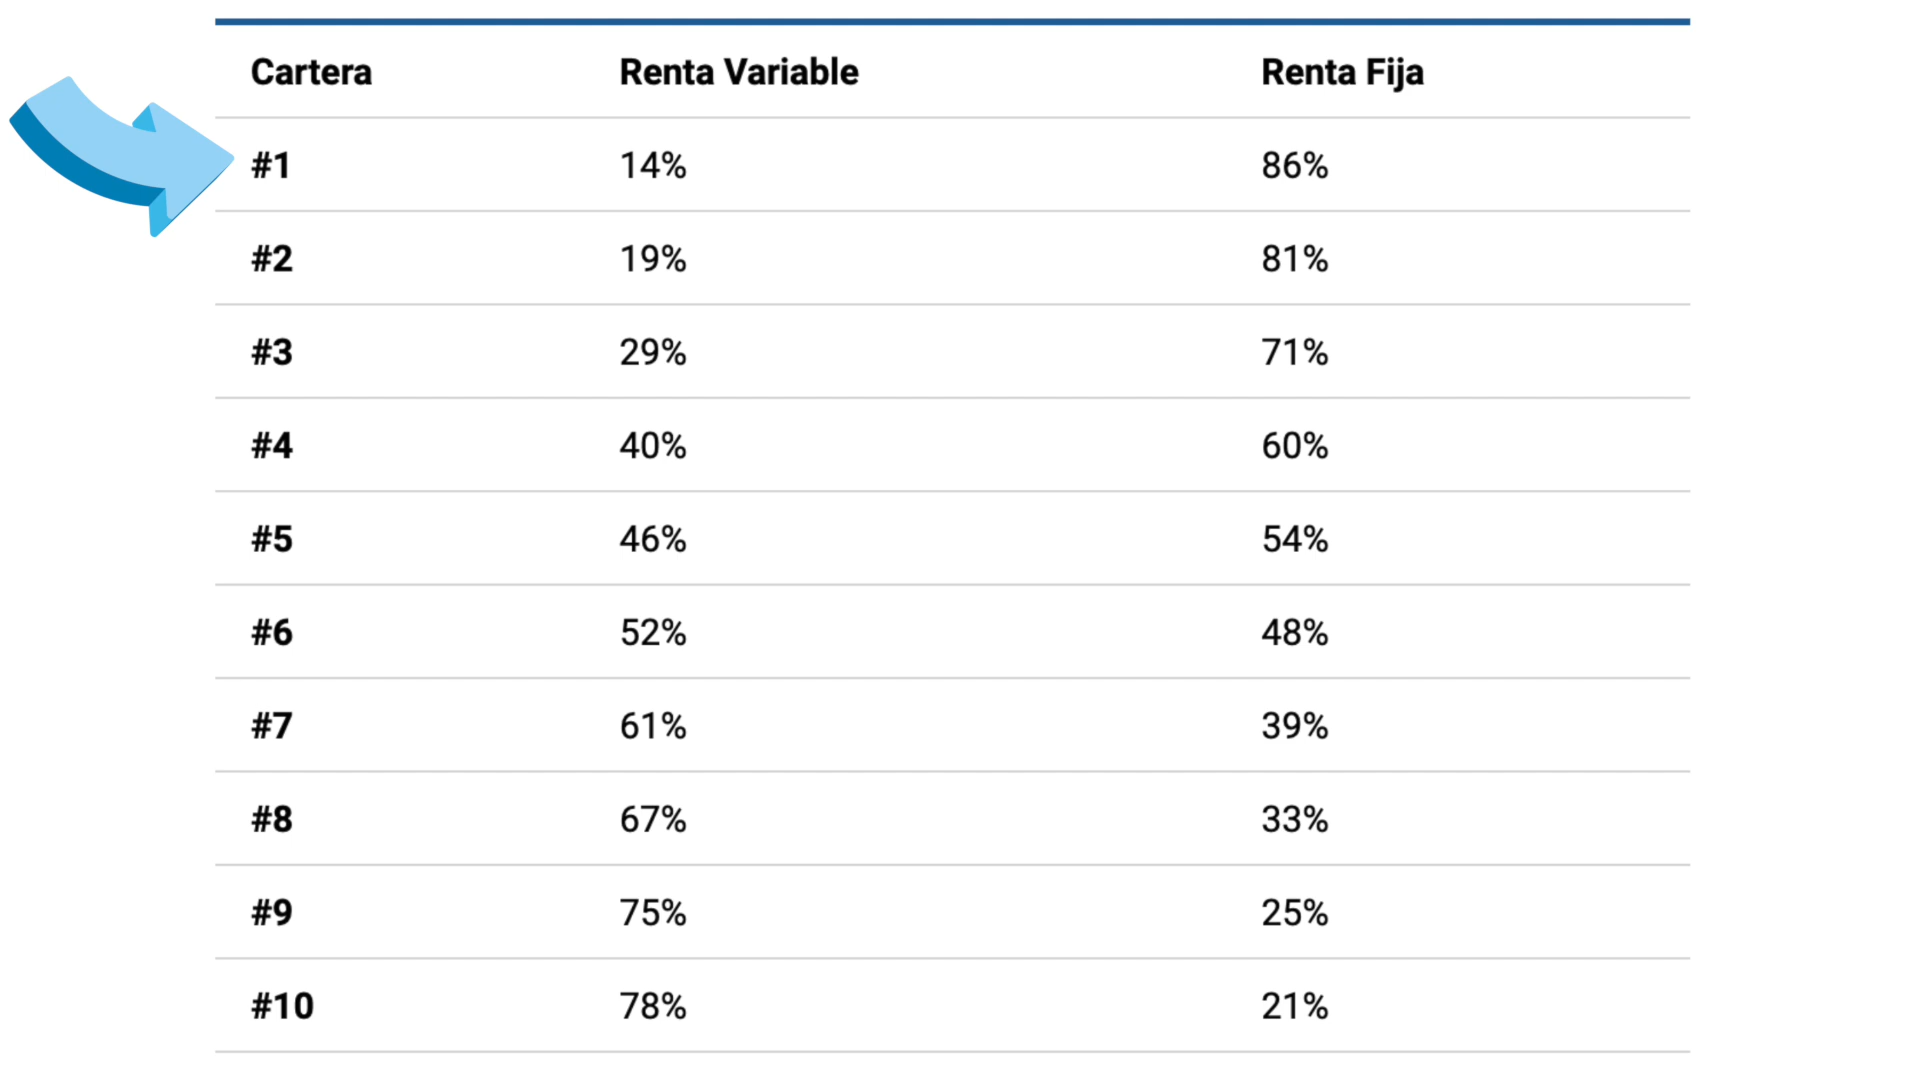 Cartera Renta Variable Renta Fija
#1 14% 86%
#2 19% 81%
#3 29% 71%
#4 40% 60%
#5 46% 54%
#6 52% 48%
#7 61% 39%
#8 67% 33%
#9 75% 25%
#10 78% 21%